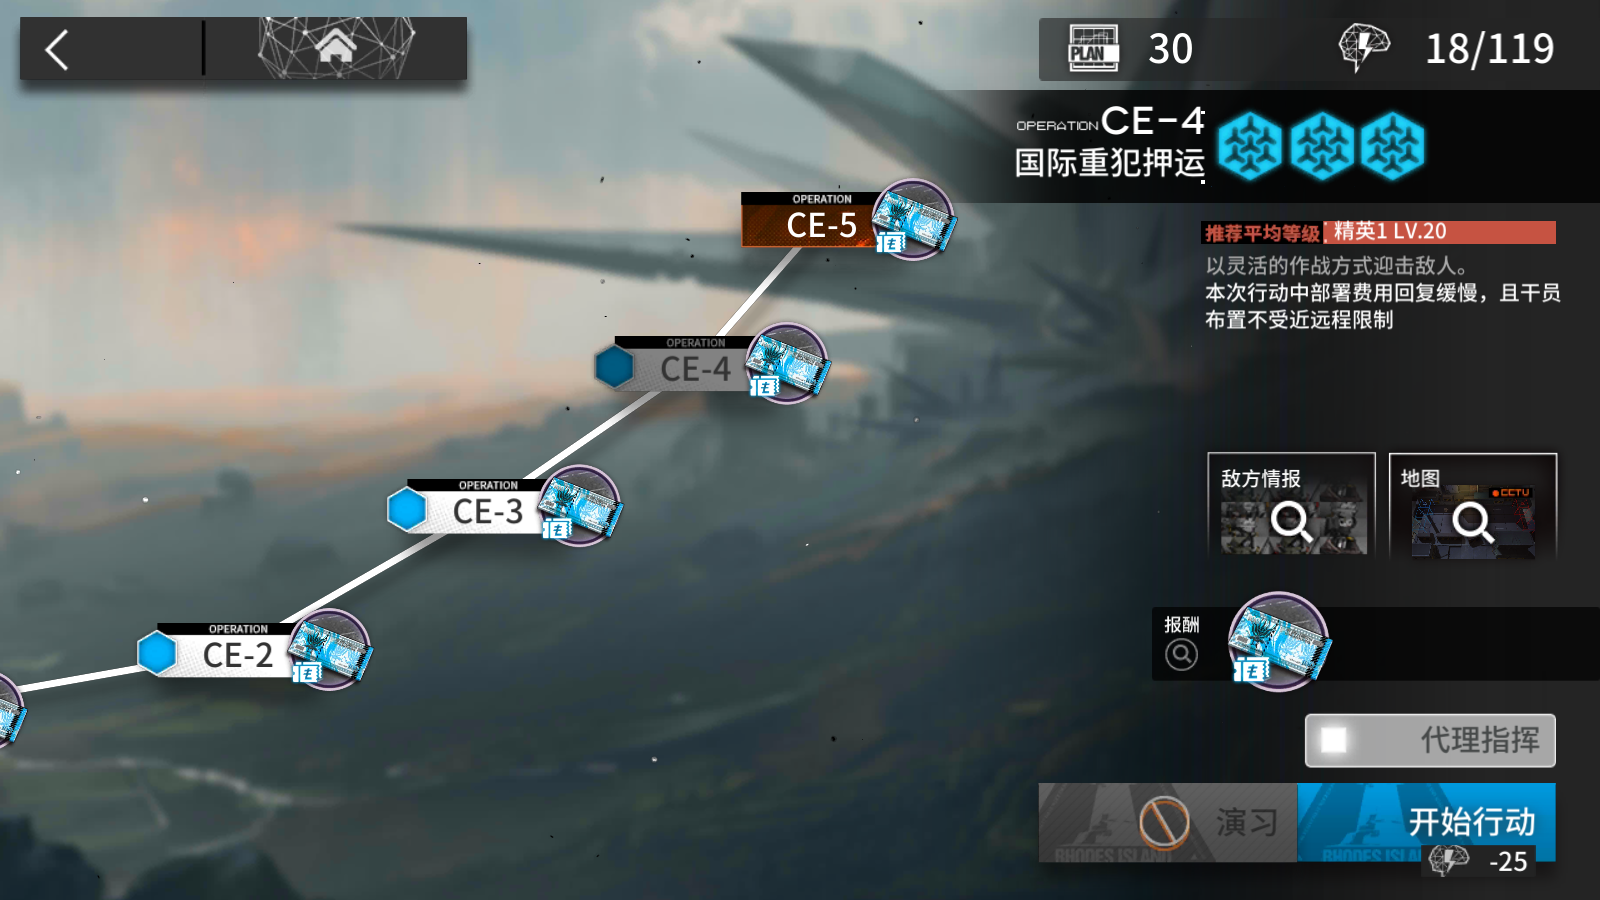 PLAN
30
18/119
OPERATION CE-4
国际重犯押运
推荐平均等级 精英1 LV.20
以灵活的作战方式迎击敌人。
本次行动中部署费用回复缓慢，且干员
布置不受近远程限制
OPERATION
CE-5
OPERATION
CE-4
OPERATION
CE-3
OPERATION
CE-2
敌方情报
地图
CCTV
报酬
代理指挥
演习
RHODES ISLAND
开始行动
-25